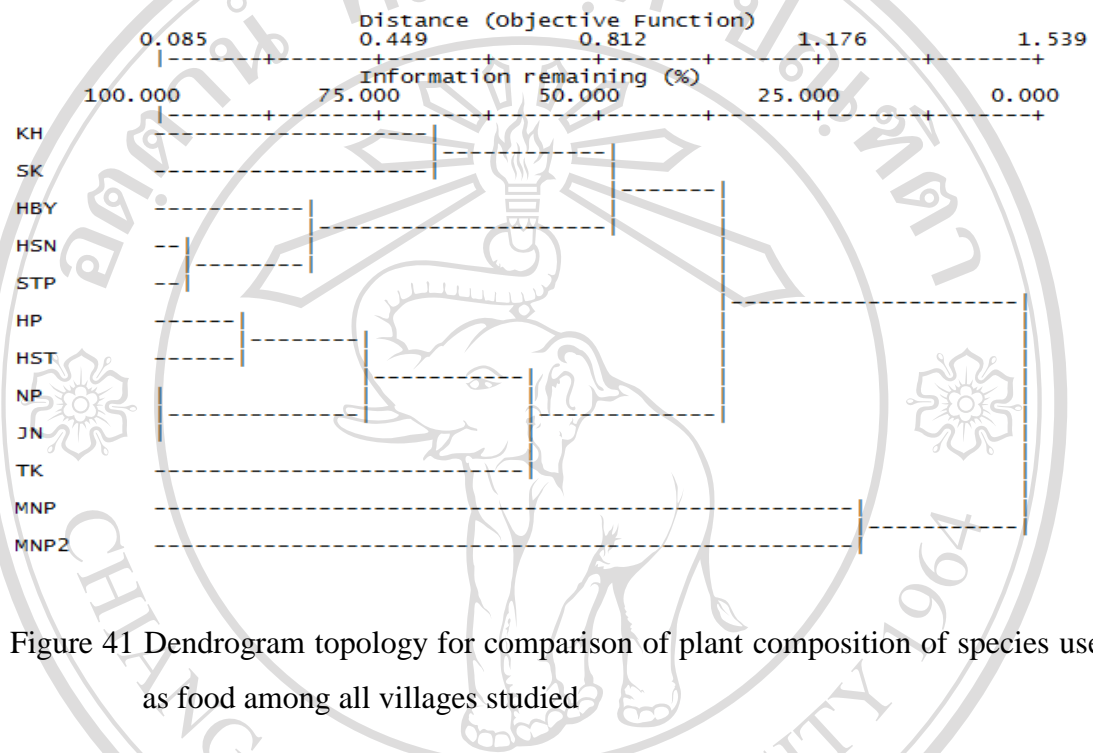 Distance (Objective Function)
0.085 0.449 0.812 1.176 1.539
Information remaining (%)
100.000 75.000 50.000 25.000 0.000
KH
SK
HBY
HSN
STP
HP
HST
NP
JN
TK
MNP
MNP2
Figure 41 Dendrogram topology for comparison of plant composition of species use
as food among all villages studied